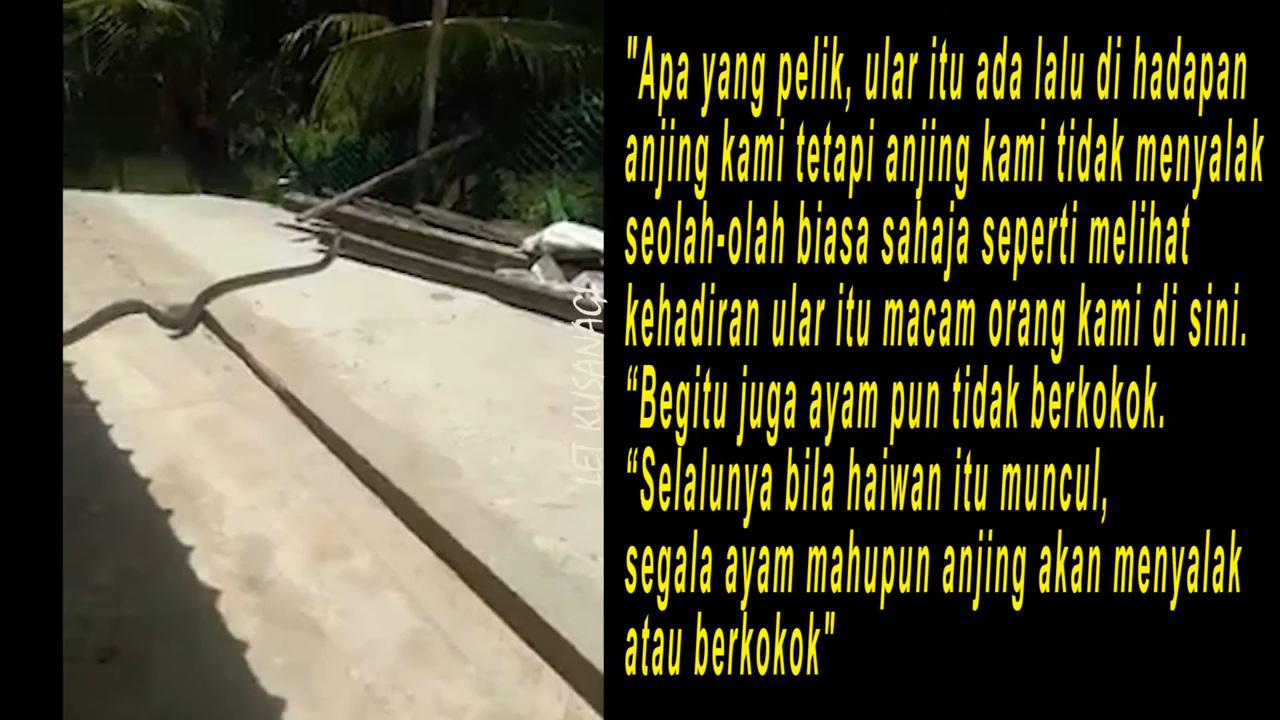 "Apa yang pelik, ular itu ada lalu di hadapan
anjing kami tetapi anjing kami tidak menyalak
seolah-olah biasa sahaja seperti melihat
kehadiran ular itu macam orang kami di sini.
“Begitu juga ayam pun tidak berkokok.
“Selalunya bila haiwan itu muncul,
segala ayam mahupun anjing akan menyalak
atau berkokok"
LET KUSANAGI